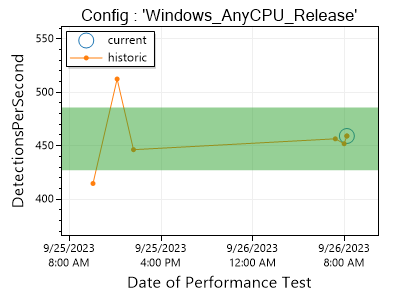 Config : 'Windows_AnyCPU_Release'
current
historic
550
500
450
400
DetectionsPerSecond
9/25/2023 9/25/2023 9/26/2023 9/26/2023
8:00 AM 4:00 PM 12:00 AM 8:00 AM
Date of Performance Test